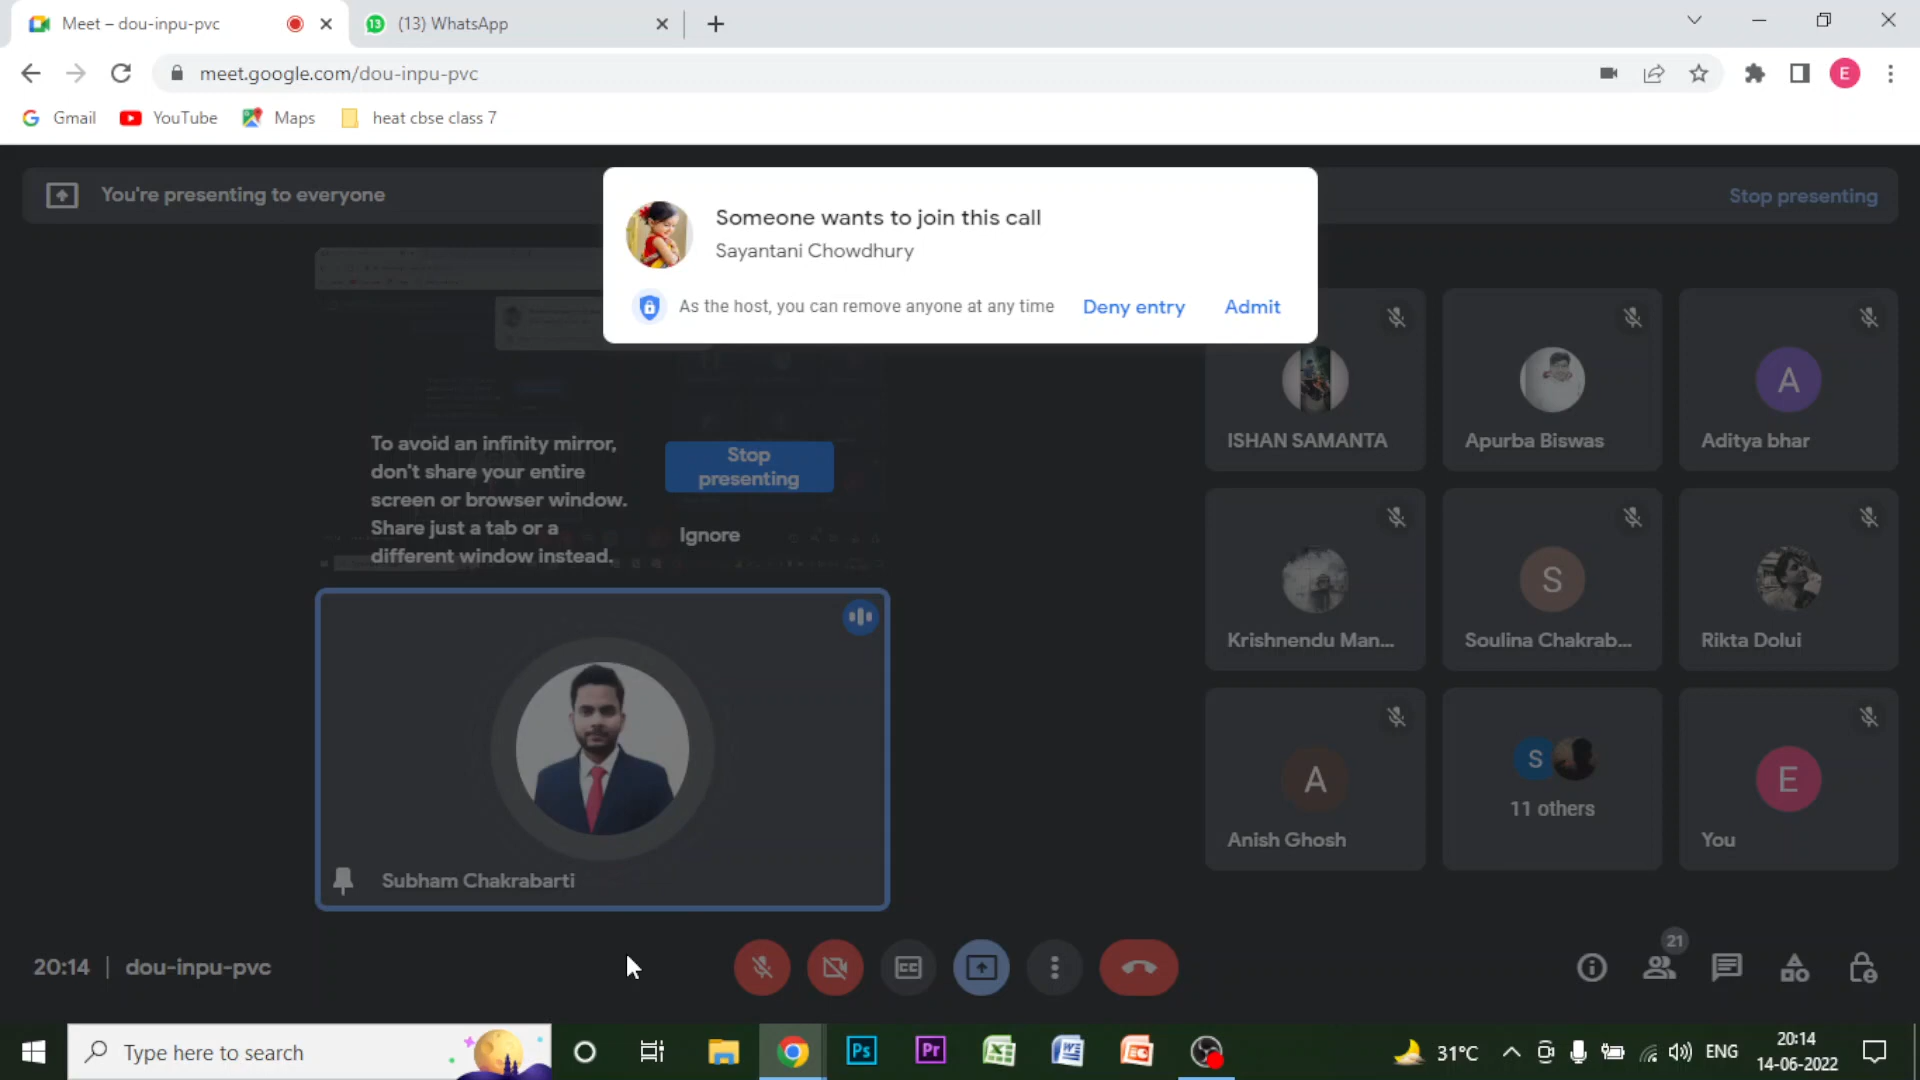 Meet – dou-inpu-pvc
13
(13) WhatsApp
meet.google.com/dou-inpu-pvc
E
Gmail
YouTube
Maps
heat cbse class 7
You're presenting to everyone
Stop presenting
Someone wants to join this call
Sayantani Chowdhury
As the host, you can remove anyone at any time
Deny entry
Admit
To avoid an infinity mirror,
don't share your entire
screen or browser window.
Share just a tab or a
different window instead.
Stop
presenting
Ignore
ISHAN SAMANTA
Apurba Biswas
A
Aditya bhar
Krishnendu Man...
S
Soulina Chakrab...
Rikta Dolui
A
Anish Ghosh
S
11 others
E
You
Subham Chakrabarti
20:14 | dou-inpu-pvc
21
Type here to search
Ps
Pr
31°C
ENG
20:14
14-06-2022